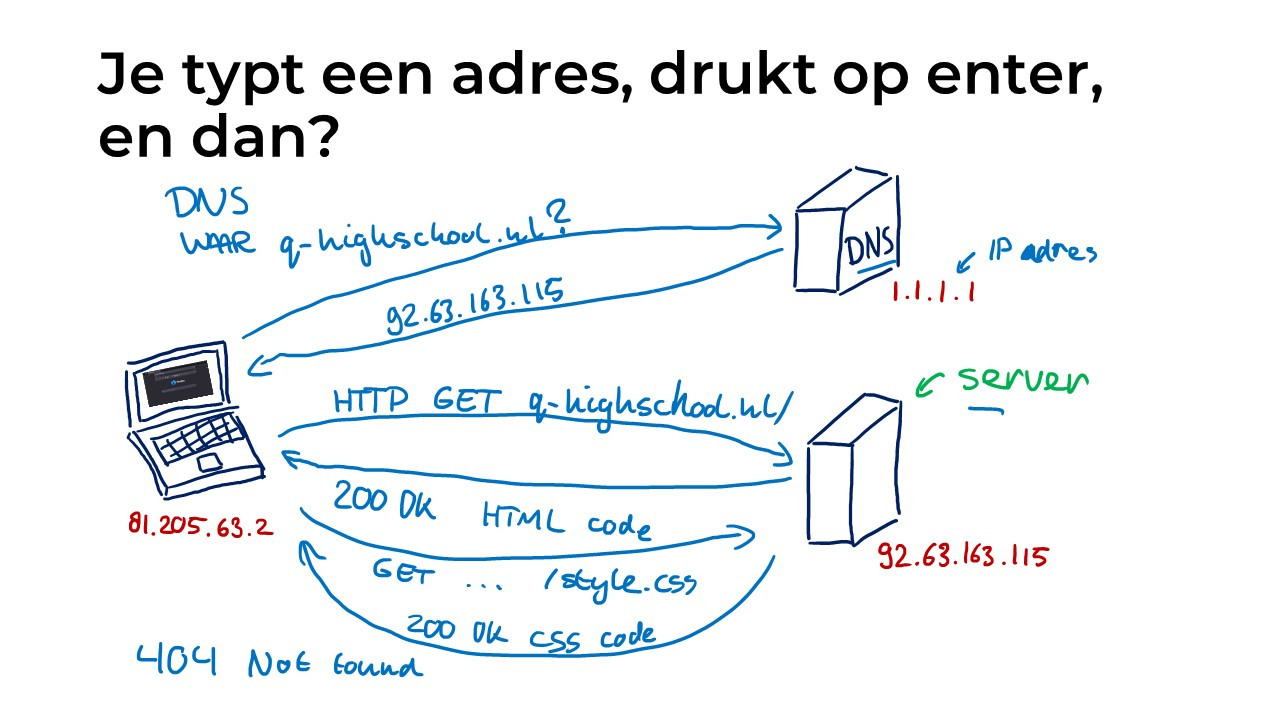 Je typt een adres, drukt op enter,
en dan?
DNS
WAAR q-highschool.nl?
DNS
IP adres
1.1.1.1
92.63.163.115
server
HTTP GET q-highschool.nl/
200 OK HTML code
81.205.63.2
92.63.163.115
GET ... /style.css
200 OK CSS code
404 Not found